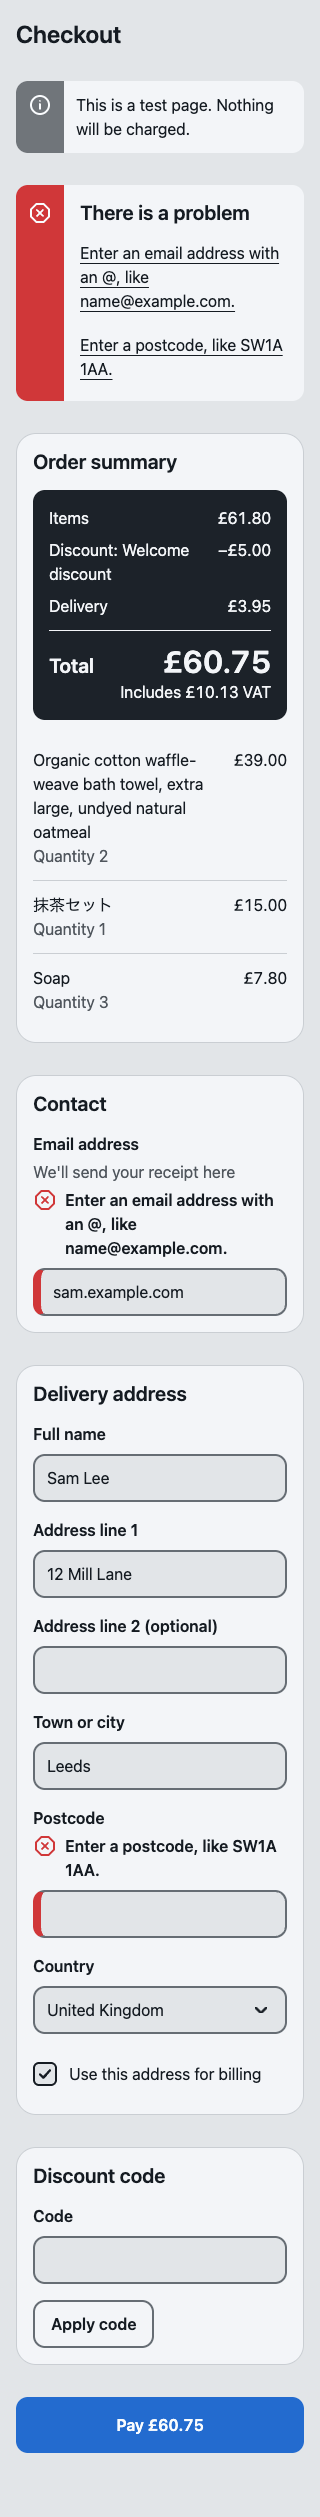 Checkout
This is a test page. Nothing
will be charged.
There is a problem
Enter an email address with
an @, like
name@example.com.
Enter a postcode, like SW1A
1AA.
Order summary
Items £61.80
Discount: Welcome −£5.00
discount
Delivery £3.95
Total £60.75
Includes £10.13 VAT
Organic cotton waffle- £39.00
weave bath towel, extra
large, undyed natural
oatmeal
Quantity 2
抹茶セット £15.00
Quantity 1
Soap £7.80
Quantity 3
Contact
Email address
We'll send your receipt here
Enter an email address with
an @, like
name@example.com.
sam.example.com
Delivery address
Full name
Sam Lee
Address line 1
12 Mill Lane
Address line 2 (optional)
Town or city
Leeds
Postcode
Enter a postcode, like SW1A
1AA.
Country
United Kingdom
Use this address for billing
Discount code
Code
Apply code
Pay £60.75